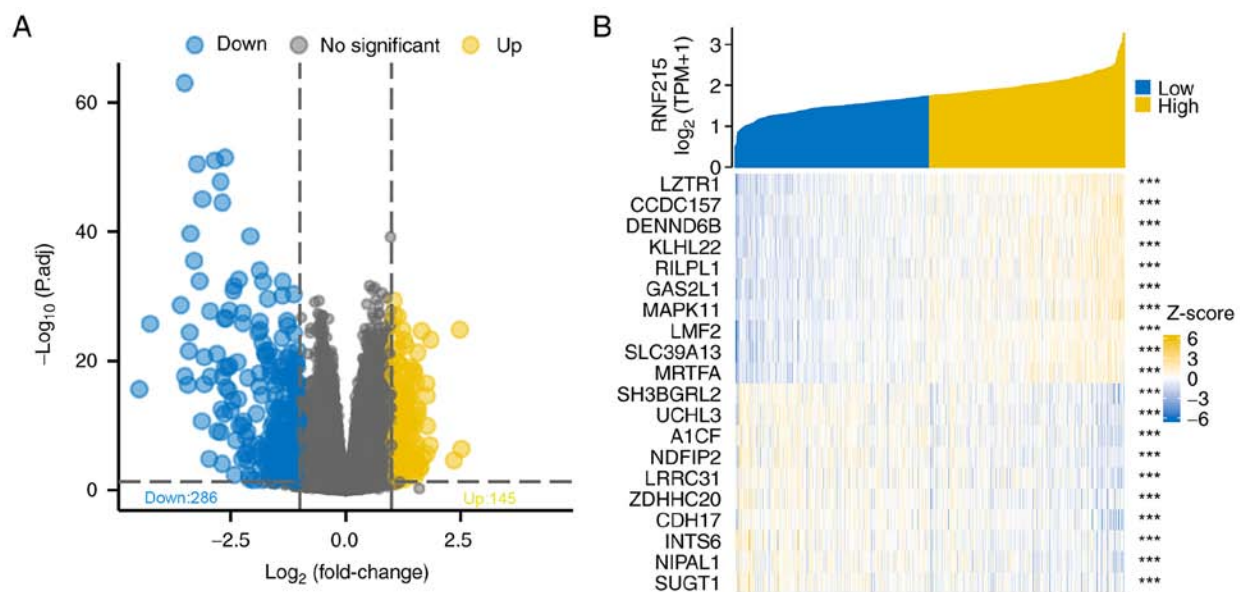 A
Down No significant Up
60
40
20
0
−Log10 (P.adj)
Down:286
Up:145
−2.5 0.0 2.5
Log2 (fold-change)
B
RNF215
log2 (TPM+1)
3
2
1
0
Low
High
LZTR1 ***
CCDC157 ***
DENND6B ***
KLHL22 ***
RILPL1 ***
GAS2L1 ***
MAPK11 ***
LMF2 ***
SLC39A13 ***
MRTFA ***
SH3BGRL2 ***
UCHL3 ***
A1CF ***
NDFIP2 ***
LRRC31 ***
ZDHHC20 ***
CDH17 ***
INTS6 ***
NIPAL1 ***
SUGT1 ***
Z-score
6
3
0
−3
−6